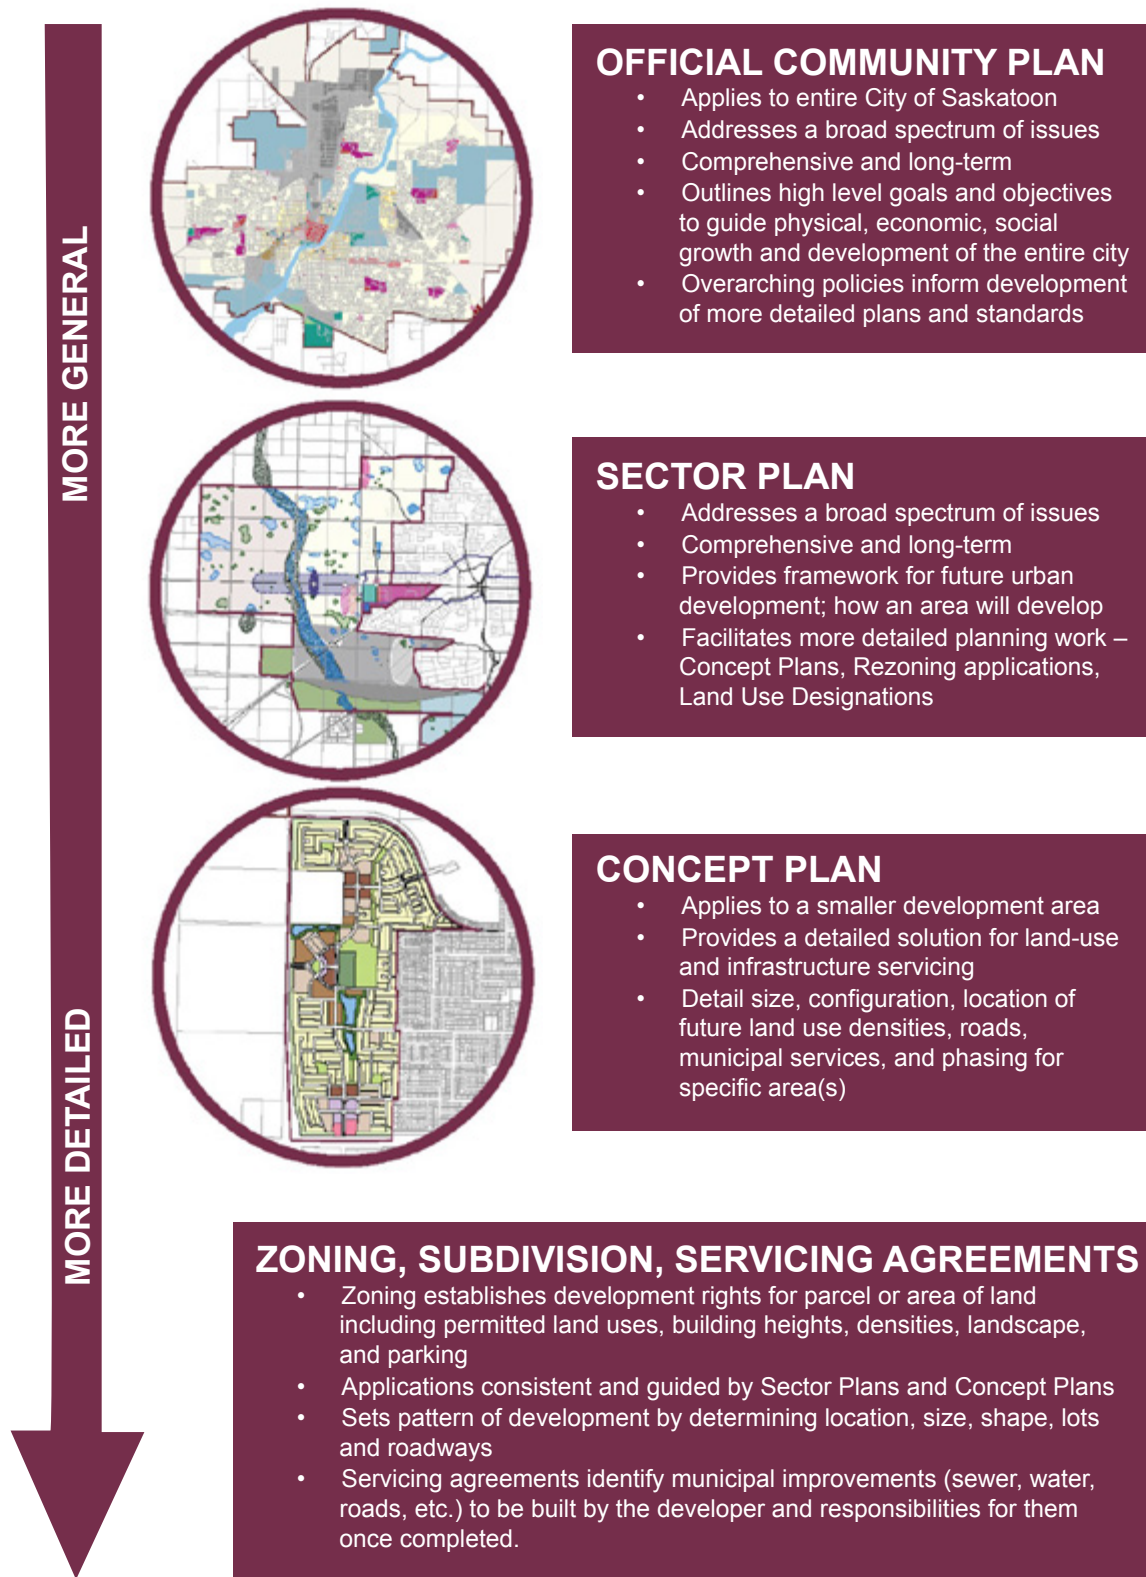 MORE GENERAL
MORE DETAILED
OFFICIAL COMMUNITY PLAN
• Applies to entire City of Saskatoon
• Addresses a broad spectrum of issues
• Comprehensive and long-term
• Outlines high level goals and objectives
to guide physical, economic, social
growth and development of the entire city
• Overarching policies inform development
of more detailed plans and standards
SECTOR PLAN
• Addresses a broad spectrum of issues
• Comprehensive and long-term
• Provides framework for future urban
development; how an area will develop
• Facilitates more detailed planning work –
Concept Plans, Rezoning applications,
Land Use Designations
CONCEPT PLAN
• Applies to a smaller development area
• Provides a detailed solution for land-use
and infrastructure servicing
• Detail size, configuration, location of
future land use densities, roads,
municipal services, and phasing for
specific area(s)
ZONING, SUBDIVISION, SERVICING AGREEMENTS
• Zoning establishes development rights for parcel or area of land
including permitted land uses, building heights, densities, landscape,
and parking
• Applications consistent and guided by Sector Plans and Concept Plans
• Sets pattern of development by determining location, size, shape, lots
and roadways
• Servicing agreements identify municipal improvements (sewer, water,
roads, etc.) to be built by the developer and responsibilities for them
once completed.